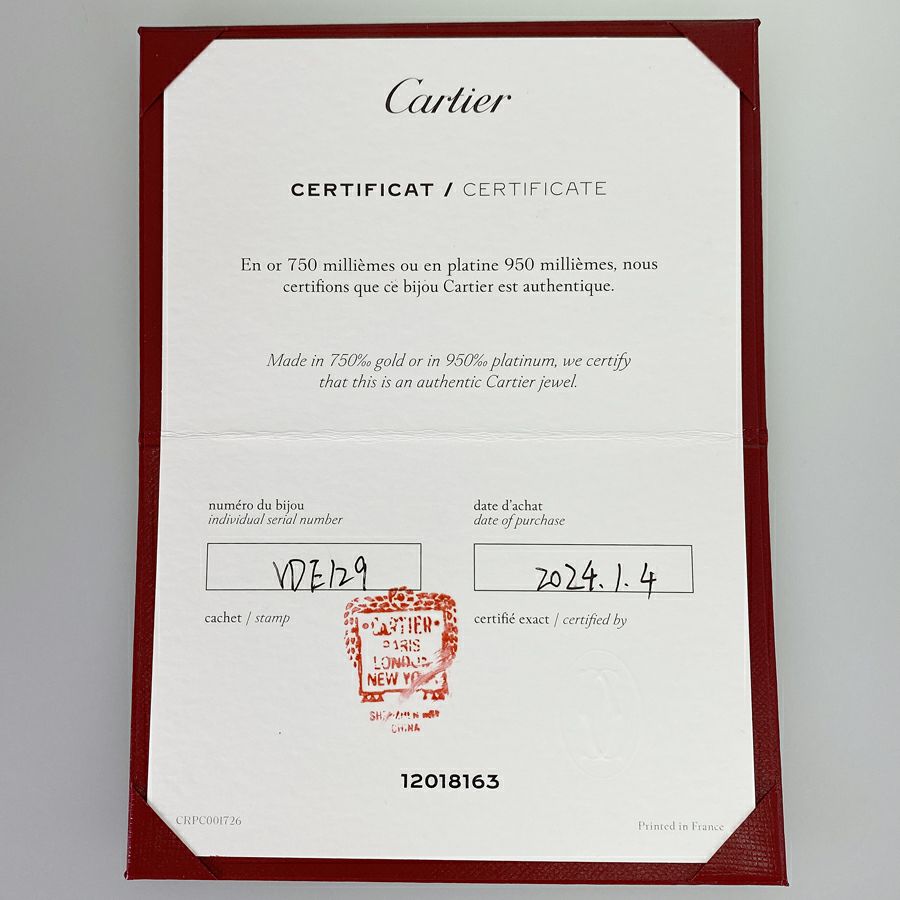 Cartier
CERTIFICAT / CERTIFICATE
En or 750 millièmes ou en platine 950 millièmes, nous
certifions que ce bijou Cartier est authentique.
Made in 750‰ gold or in 950‰ platinum, we certify
that this is an authentic Cartier jewel.
numéro du bijou
individual serial number
date d'achat
date of purchase
VDE129
2024.1.4
cachet / stamp
certifié exact / certified by
CARTIER
PARIS
LONDON
NEW YORK
CHINA
12018163
CRPC001726
Printed in France